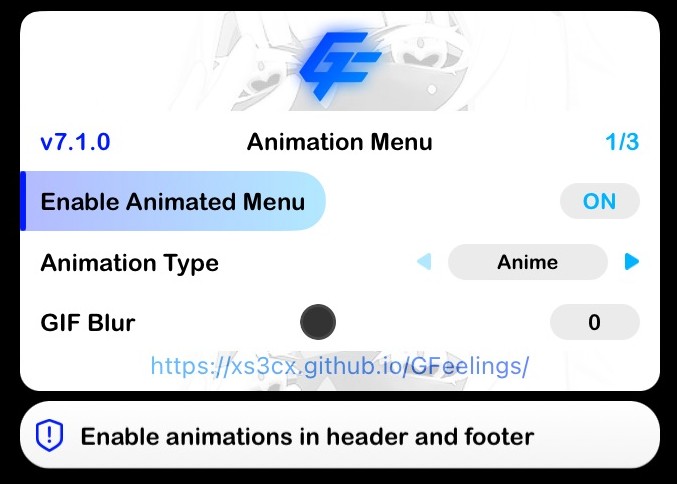 GF
v7.1.0 Animation Menu 1/3
Enable Animated Menu ON
Animation Type Anime
GIF Blur 0
https://xs3cx.github.io/GFeelings/
Enable animations in header and footer